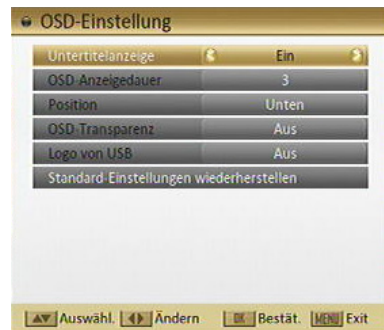 OSD-Einstellung
Untertitelanzeige Ein
OSD-Anzeigedauer 3
Position Unten
OSD-Transparenz Aus
Logo von USB Aus
Standard-Einstellungen wiederherstellen
Auswähl. Ändern OK Bestät. MENU Exit